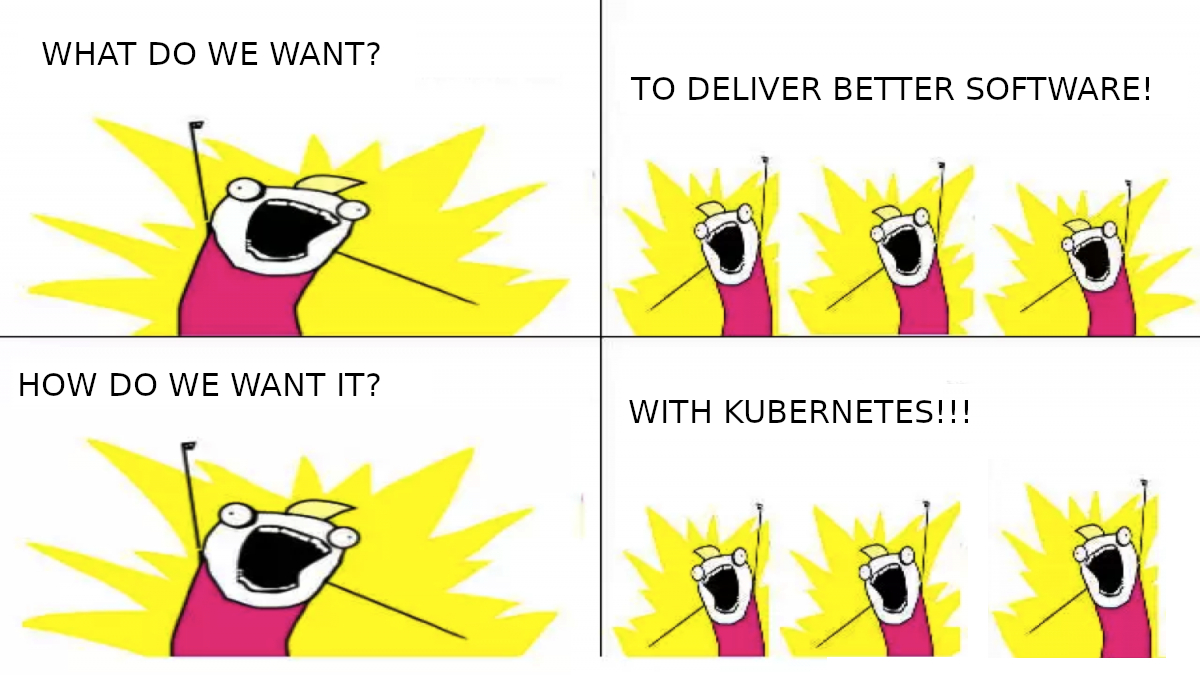 WHAT DO WE WANT?
TO DELIVER BETTER SOFTWARE!
HOW DO WE WANT IT?
WITH KUBERNETES!!!